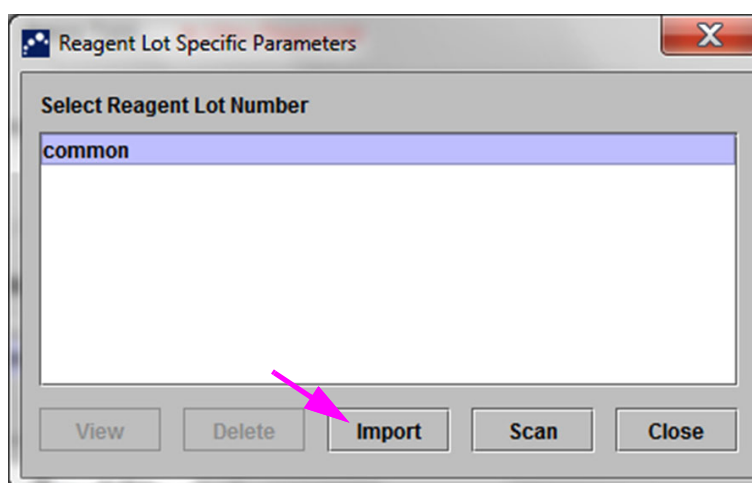 Reagent Lot Specific Parameters
Select Reagent Lot Number
common
View Delete Import Scan Close